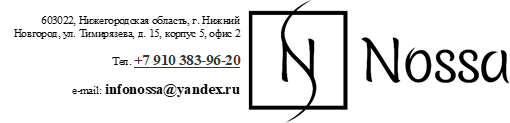 603022, Нижегородская область, г. Нижний
Новгород, ул. Тимирязева, д. 15, корпус 5, офис 2
Тел. +7 910 383-96-20
e-mail: infonossa@yandex.ru
N
Nossa